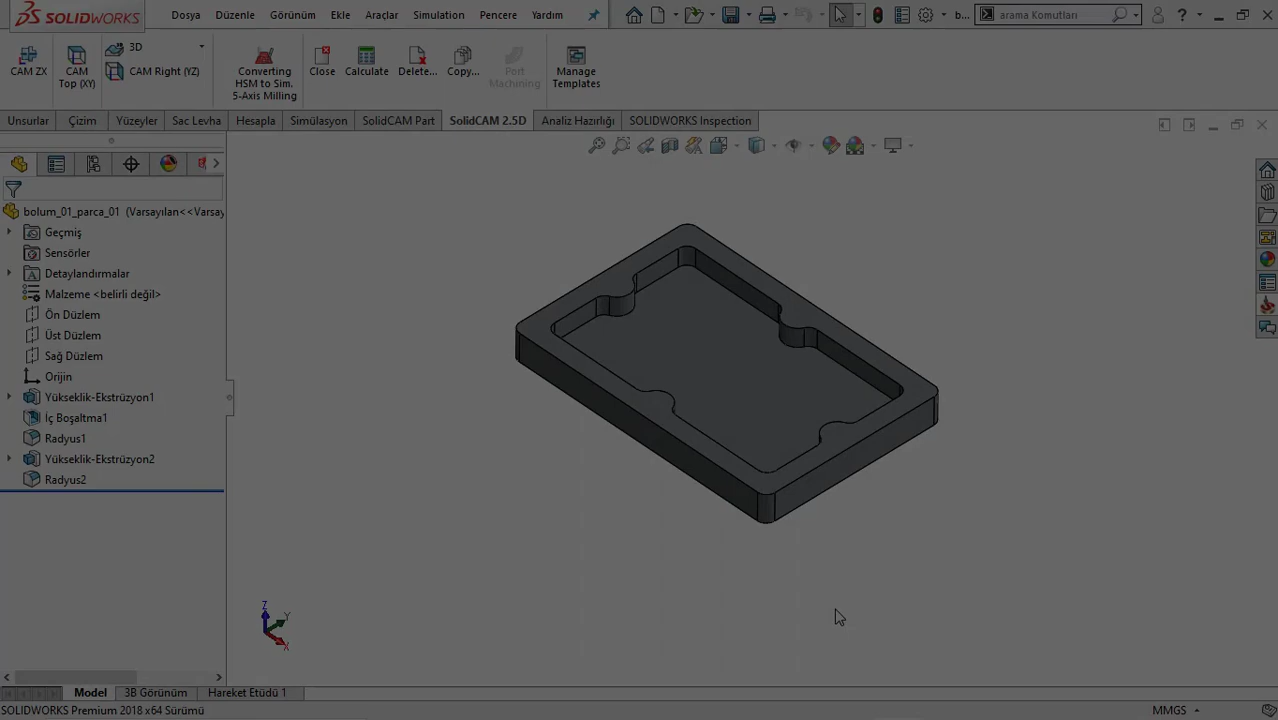 SOLIDWORKS
Dosya Düzenle Görünüm Ekle Araçlar Simulation Pencere Yardım
b...
arama Komutları
CAM ZX
CAM Top (XY)
3D
CAM Right (YZ)
Converting HSM to Sim. 5-Axis Milling
Close
Calculate
Delete...
Copy...
Port Machining
Manage Templates
Unsurlar Çizim Yüzeyler Sac Levha Hesapla Simülasyon SolidCAM Part SolidCAM 2.5D Analiz Hazırlığı SOLIDWORKS Inspection
bolum_01_parca_01 (Varsayılan<<Varsay
Geçmiş
Sensörler
Detaylandırmalar
Malzeme <belirli değil>
Ön Düzlem
Üst Düzlem
Sağ Düzlem
Orijin
Yükseklik-Ekstrüzyon1
İç Boşaltma1
Radyus1
Yükseklik-Ekstrüzyon2
Radyus2
Z
Y
X
Model 3B Görünüm Hareket Etüdü 1
SOLIDWORKS Premium 2018 x64 Sürümü
MMGS